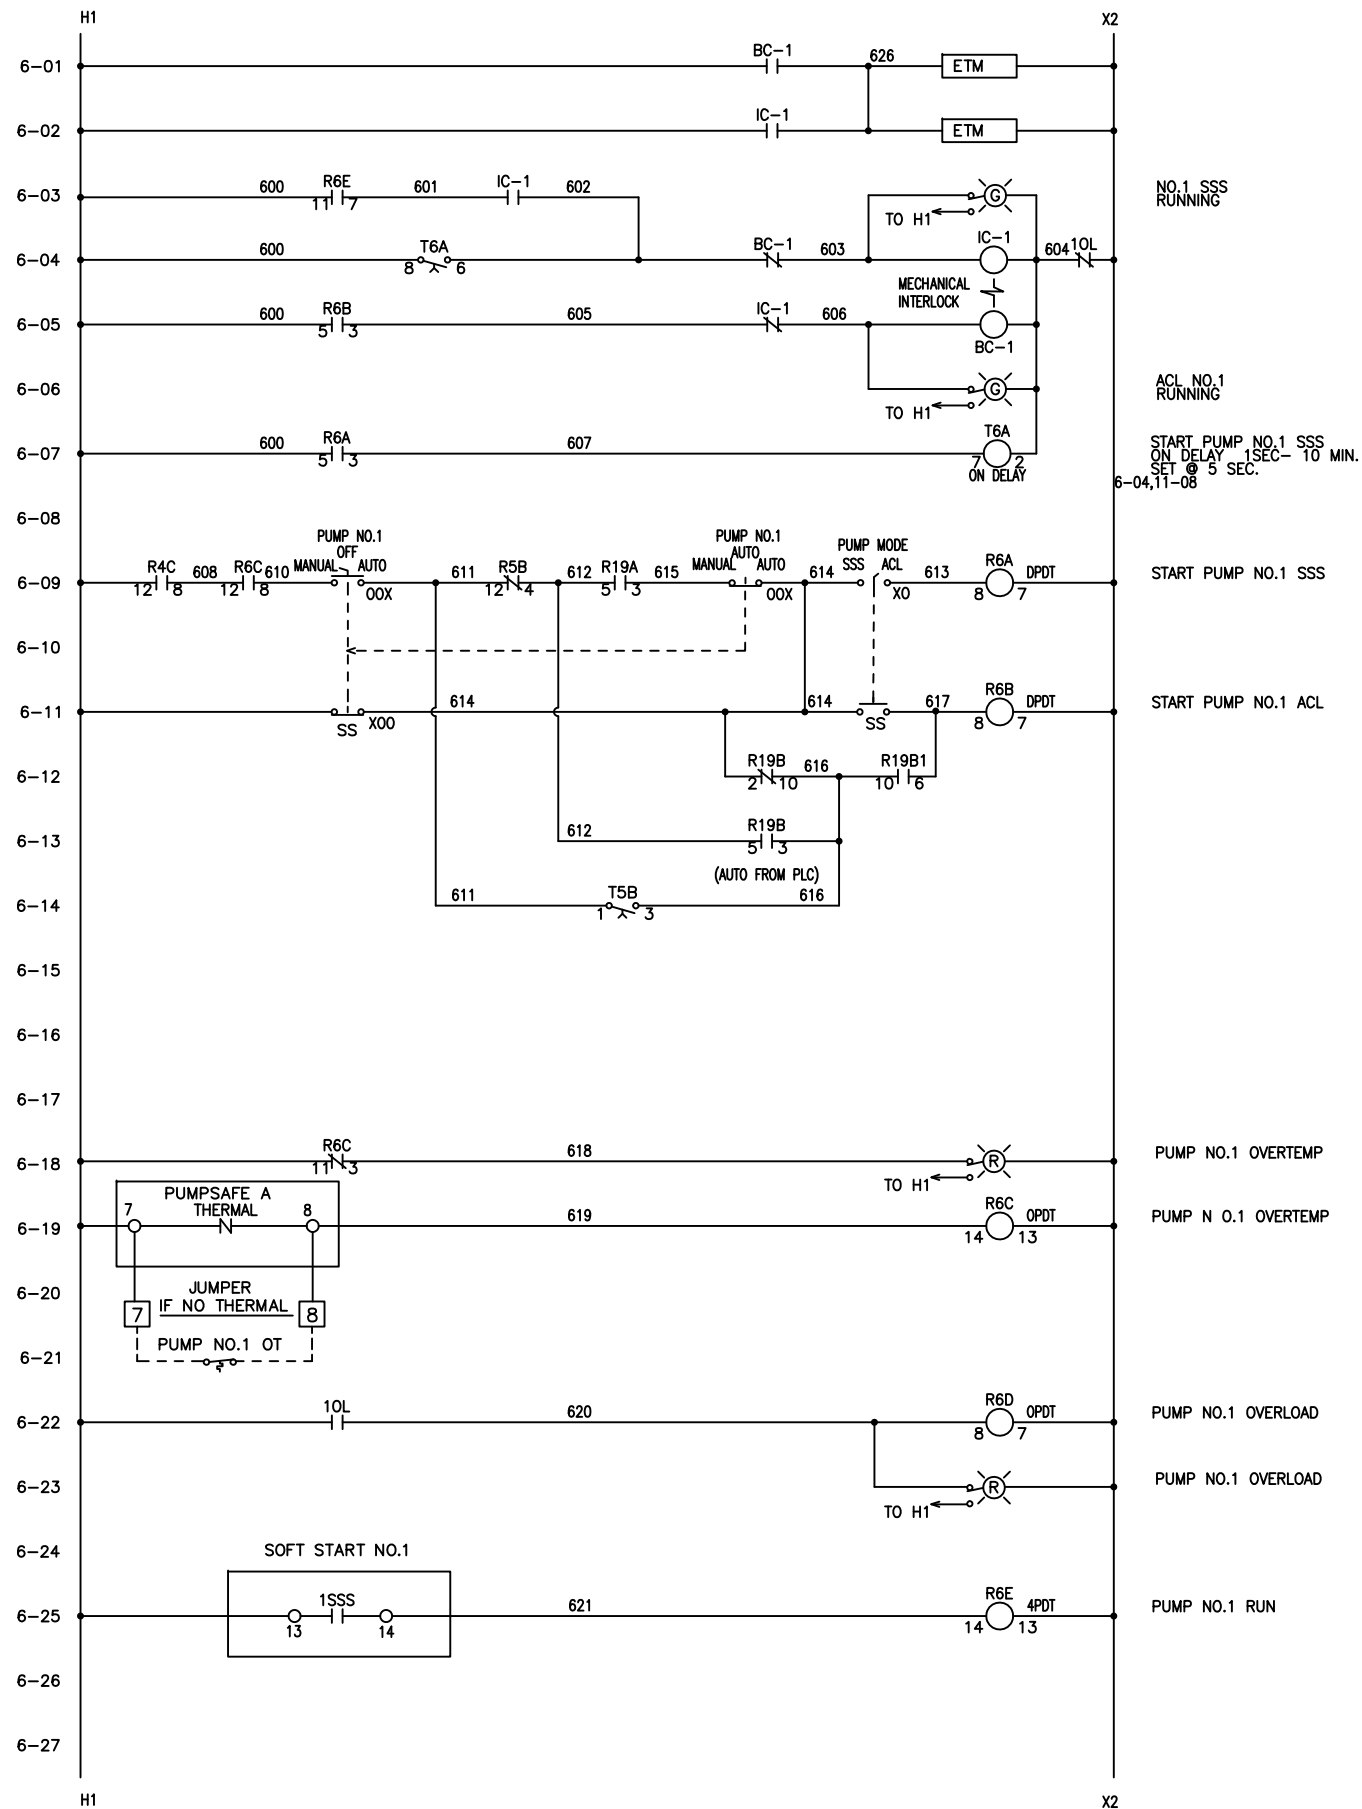 H1 X2
6-01 BC-1 626 ETM
6-02 IC-1 ETM
6-03 600 R6E 11 7 601 IC-1 602 TO H1 G NO.1 SSS
RUNNING
6-04 600 T6A 8 6 BC-1 603 IC-1 604 1OL
MECHANICAL
INTERLOCK
6-05 600 R6B 5 3 605 IC-1 606 BC-1
6-06 TO H1 G ACL NO.1
RUNNING
6-07 600 R6A 5 3 607 T6A 7 2
ON DELAY
START PUMP NO.1 SSS
ON DELAY 1SEC- 10 MIN.
SET @ 5 SEC.
6-04,11-08
6-08
PUMP NO.1
OFF
MANUAL AUTO
PUMP NO.1
AUTO
MANUAL AUTO
PUMP MODE
SSS ACL
6-09 R4C 12 8 608 R6C 12 8 610 OOX 611 R5B 12 4 612 R19A 5 3 615 OOX 614 XO 613 R6A 8 7 DPDT START PUMP NO.1 SSS
6-10
6-11 SS XOO 614 614 SS 617 R6B 8 7 DPDT START PUMP NO.1 ACL
6-12 R19B 2 10 616 R19B1 10 6
6-13 612 R19B 5 3
(AUTO FROM PLC)
6-14 611 T5B 1 3 616
6-15
6-16
6-17
6-18 R6C 11 3 618 TO H1 R PUMP NO.1 OVERTEMP
PUMPSAFE A
THERMAL
6-19 7 8 619 R6C 14 13 OPDT PUMP N O.1 OVERTEMP
6-20 JUMPER
7 IF NO THERMAL 8
PUMP NO.1 OT
6-21
6-22 1OL 620 R6D 8 7 OPDT PUMP NO.1 OVERLOAD
6-23 TO H1 R PUMP NO.1 OVERLOAD
6-24 SOFT START NO.1
6-25 13 1SSS 14 621 R6E 14 13 4PDT PUMP NO.1 RUN
6-26
6-27
H1 X2